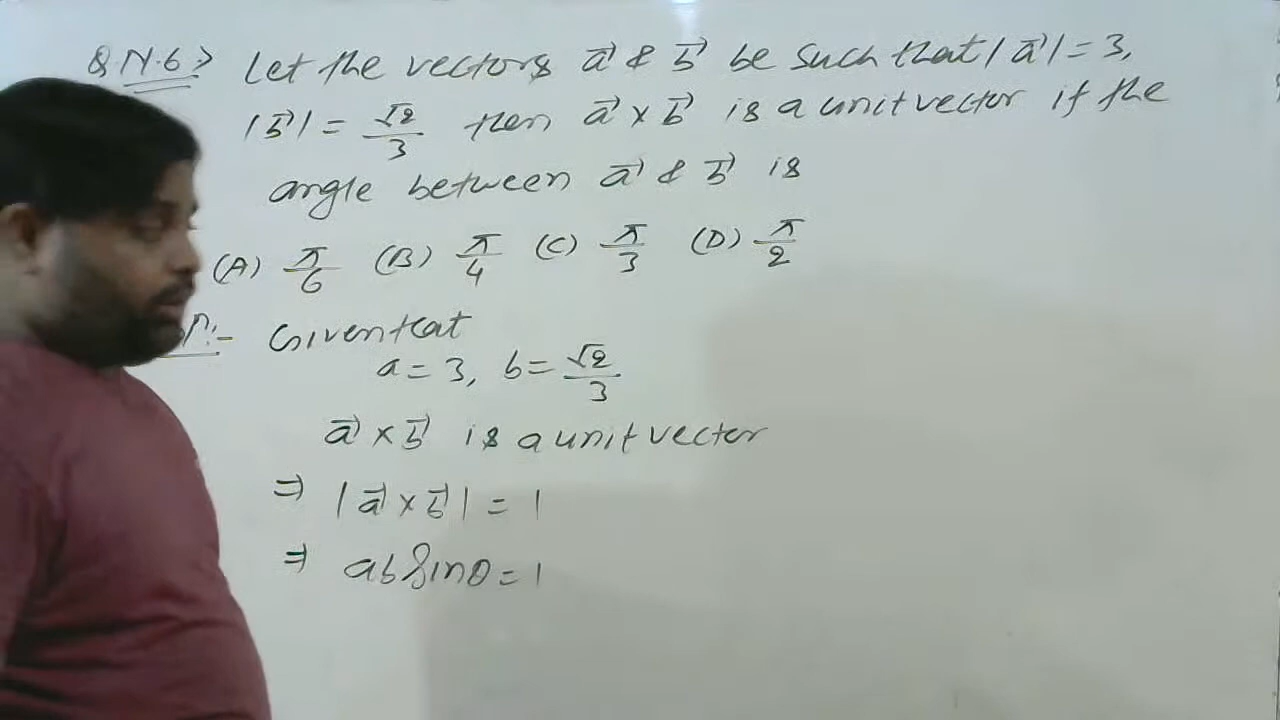 Q.N.6> Let the vectors a⃗ & b⃗ be such that |a⃗| = 3,
|b⃗| = √2/3 then a⃗ × b⃗ is a unit vector if the
angle between a⃗ & b⃗ is
(A) π/6 (B) π/4 (C) π/3 (D) π/2
Given that
a = 3, b = √2/3
a⃗ × b⃗ is a unit vector
⇒ |a⃗ × b⃗| = 1
⇒ ab Sinθ = 1